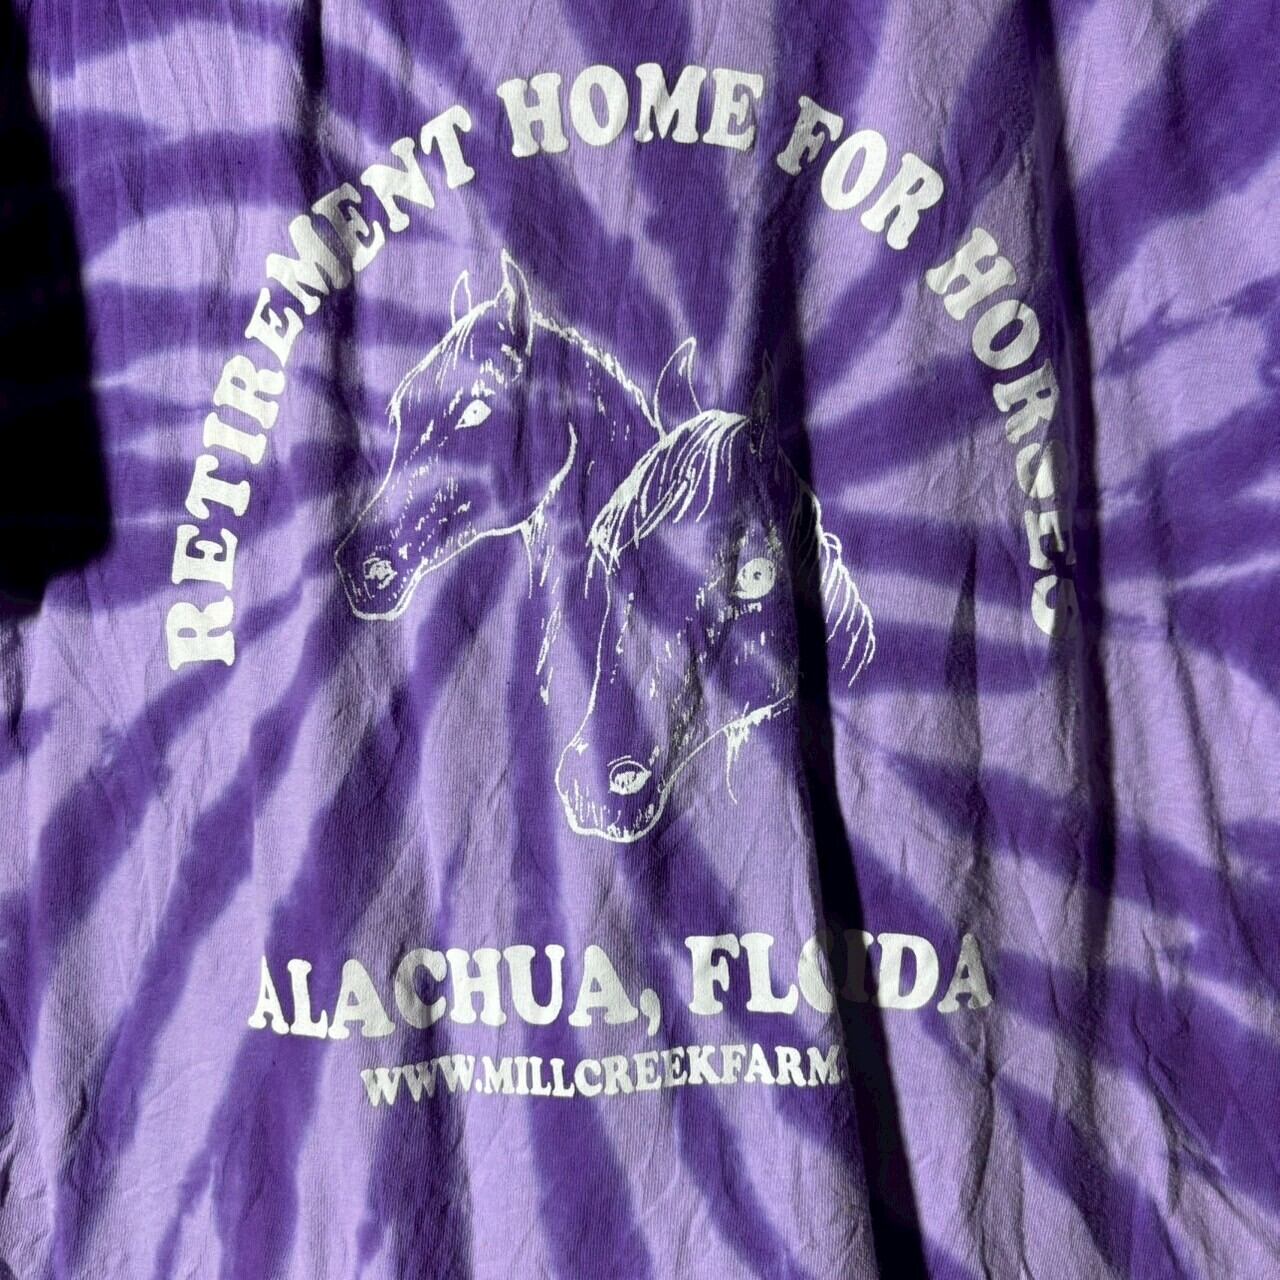 RETIREMENT HOME FOR HORSES
ALACHUA, FLOIDA
WWW.MILLCREEKFARM